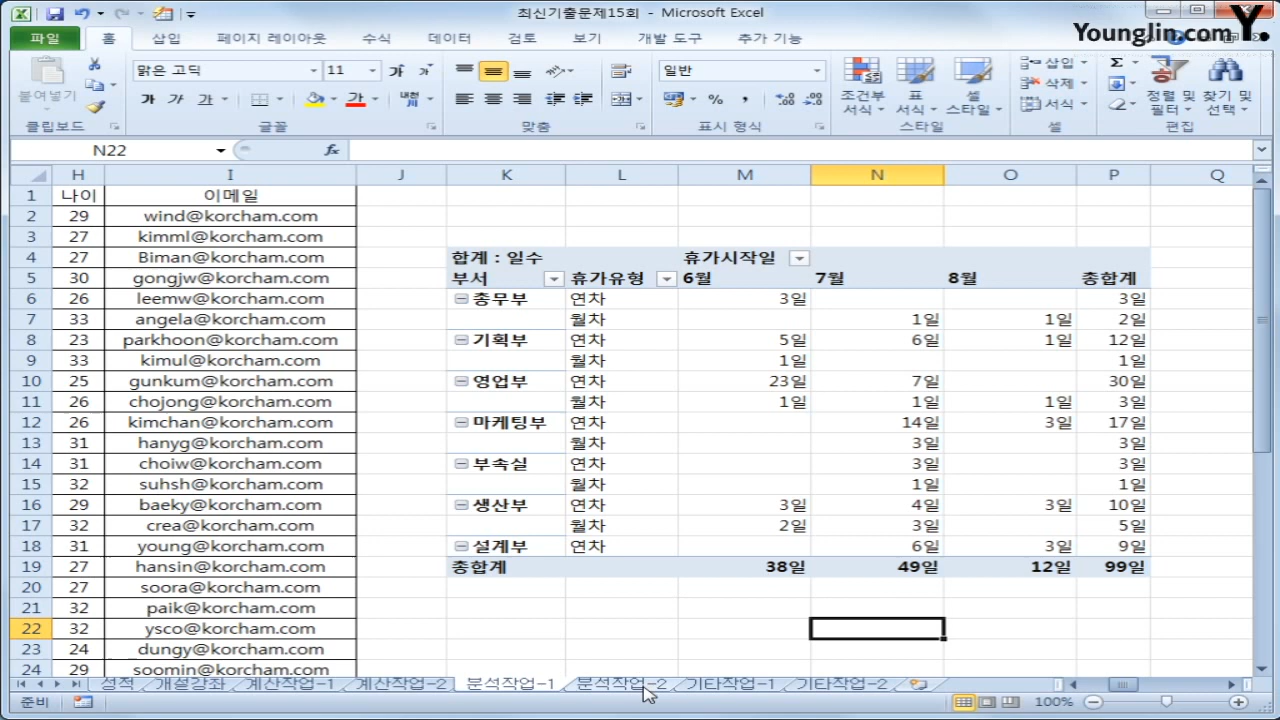 최신기출문제15회 - Microsoft Excel
Younglin.com Y.
파일 홈 삽입 페이지 레이아웃 수식 데이터 검토 보기 개발 도구 추가 기능
맑은 고딕 11 가 가 일반 삽입 Σ
붙여넣기 가 가 가 내천 % , 조건부 서식 표 서식 셀 스타일 삭제 서식 정렬 및 필터 찾기 및 선택
클립보드 글꼴 맞춤 표시 형식 스타일 셀 편집
N22 fx
H I J K L M N O P Q
1 나이 이메일
2 29 wind@korcham.com
3 27 kimml@korcham.com
4 27 Biman@korcham.com 합계 : 일수 휴가시작일
5 30 gongjw@korcham.com 부서 휴가유형 6월 7월 8월 총합계
6 26 leemw@korcham.com 총무부 연차 3일 3일
7 33 angela@korcham.com 월차 1일 1일 2일
8 23 parkhoon@korcham.com 기획부 연차 5일 6일 1일 12일
9 33 kimul@korcham.com 월차 1일 1일
10 25 gunkum@korcham.com 영업부 연차 23일 7일 30일
11 26 chojong@korcham.com 월차 1일 1일 1일 3일
12 26 kimchan@korcham.com 마케팅부 연차 14일 3일 17일
13 31 hanyg@korcham.com 월차 3일 3일
14 31 choiw@korcham.com 부속실 연차 3일 3일
15 32 suhsh@korcham.com 월차 1일 1일
16 29 baeky@korcham.com 생산부 연차 3일 4일 3일 10일
17 32 crea@korcham.com 월차 2일 3일 5일
18 31 young@korcham.com 설계부 연차 6일 3일 9일
19 27 hansin@korcham.com 총합계 38일 49일 12일 99일
20 27 soora@korcham.com
21 32 paik@korcham.com
22 32 ysco@korcham.com
23 24 dungy@korcham.com
24 29 soomin@korcham.com
성적 개설강좌 계산작업-1 계산작업-2 분석작업-1 분석작업-2 기타작업-1 기타작업-2
준비 100%